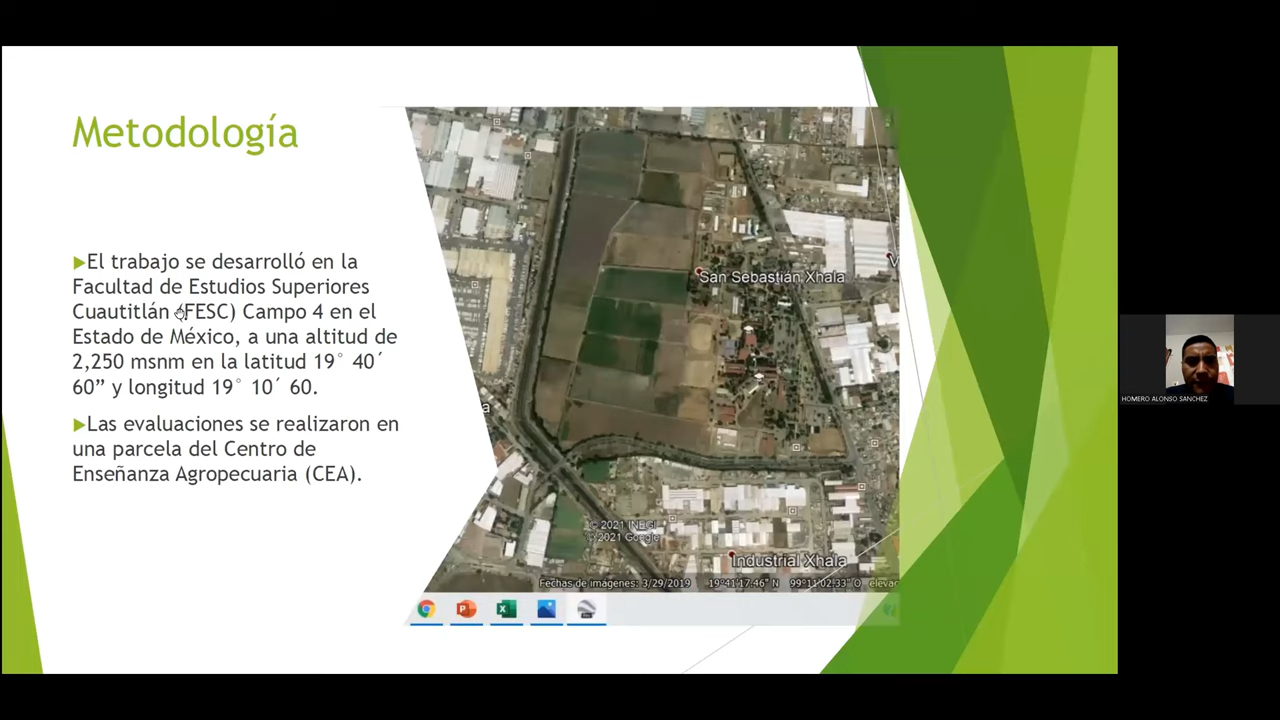 Metodología
▶El trabajo se desarrolló en la
Facultad de Estudios Superiores
Cuautitlán (FESC) Campo 4 en el
Estado de México, a una altitud de
2,250 msnm en la latitud 19° 40´
60” y longitud 19° 10´ 60.
▶Las evaluaciones se realizaron en
una parcela del Centro de
Enseñanza Agropecuaria (CEA).
San Sebastián Xhala
V
a
© 2021 INEGI
© 2021 Google
Industrial Xhala
Fechas de imágenes: 3/29/2019 19°41'17.46" N 99°11'02.33" O elevac
HOMERO ALONSO SANCHEZ